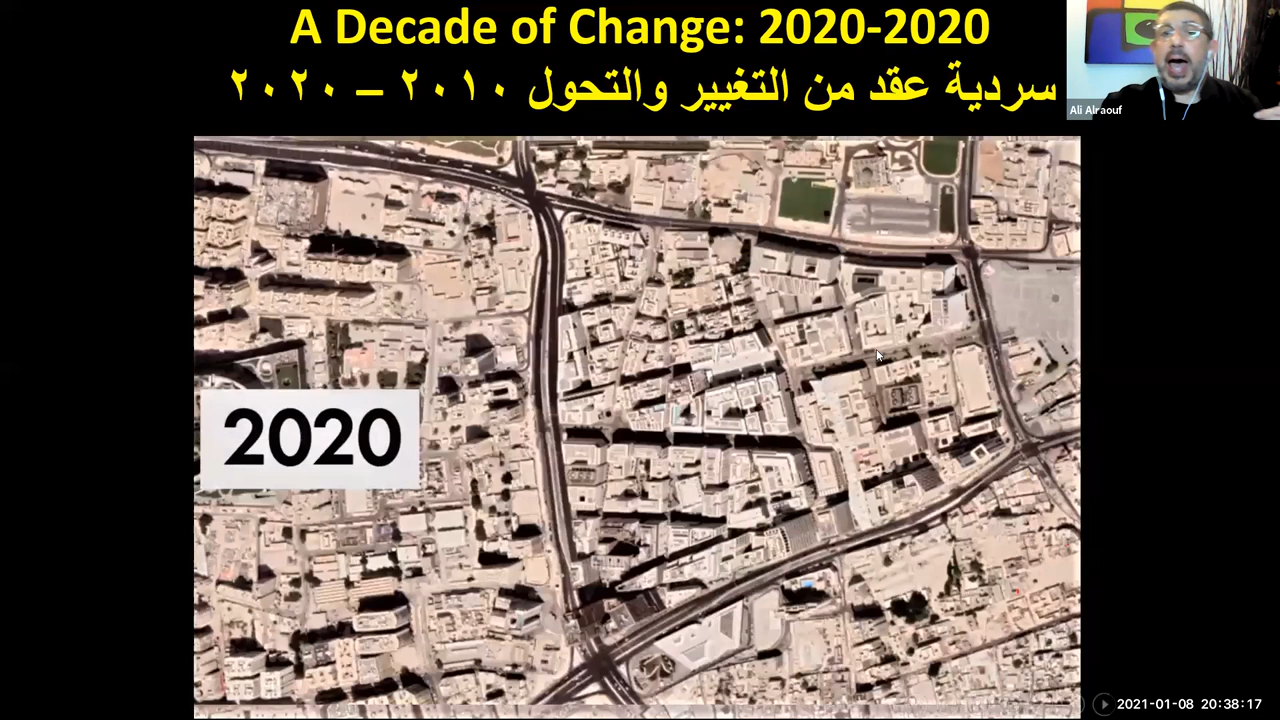 A Decade of Change: 2020-2020
سردية عقد من التغيير والتحول ٢٠١٠ – ٢٠٢٠
Ali Alraouf
2020
2021-01-08 20:38:17